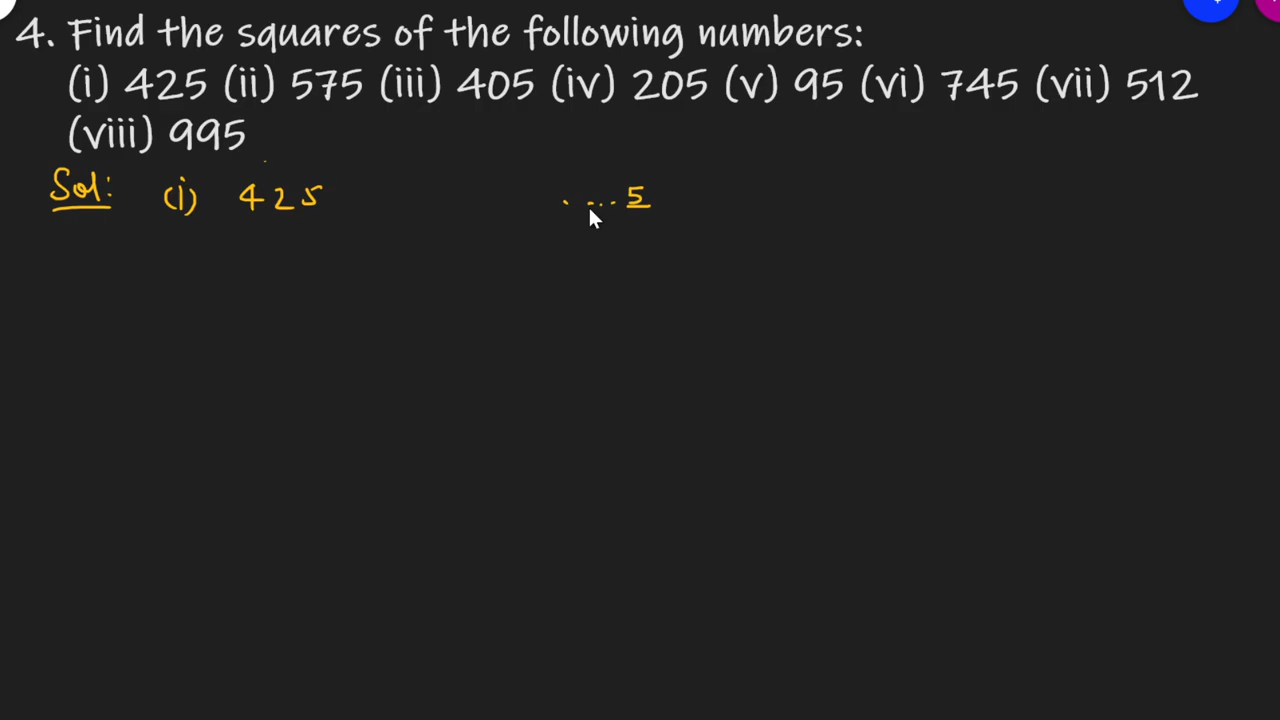 4. Find the squares of the following numbers:
(i) 425 (ii) 575 (iii) 405 (iv) 205 (v) 95 (vi) 745 (vii) 512
(viii) 995
Sol: (i) 425 ....5